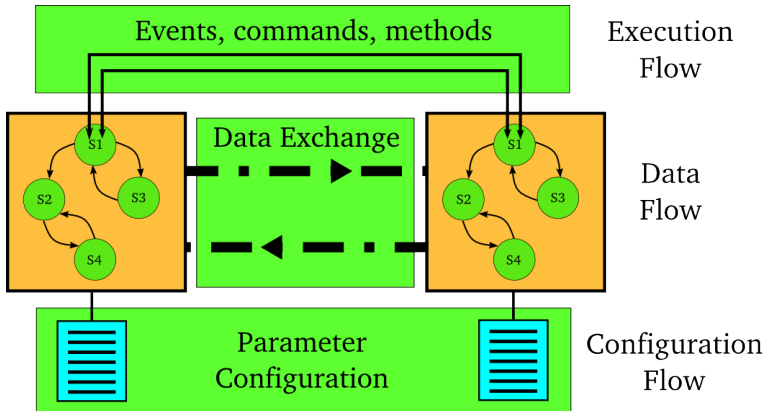 Events, commands, methods
Execution
Flow
S1
S2
S3
S4
Data Exchange
S1
S2
S3
S4
Data
Flow
Parameter
Configuration
Configuration
Flow